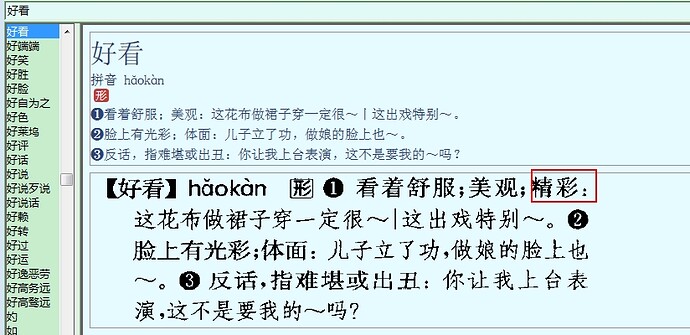 好看
好看
好端端
好笑
好胜
好脸
好自为之
好色
好莱坞
好评
好话
好说
好说歹说
好说话
好赖
好转
好过
好运
好逸恶劳
好高务远
好高骛远
妁
如
好看
拼音 hǎokàn
形
❶看着舒服；美观：这花布做裙子穿一定很～｜这出戏特别～。
❷脸上有光彩；体面：儿子立了功，做娘的脸上也～。
❸反话，指难堪或出丑：你让我上台表演，这不是要我的～吗？
【好看】hǎokàn 形 ❶ 看着舒服；美观；精彩：
这花布做裙子穿一定很～｜这出戏特别～。❷
脸上有光彩；体面：儿子立了功，做娘的脸上也
～。❸ 反话，指难堪或出丑：你让我上台表
演，这不是要我的～吗？